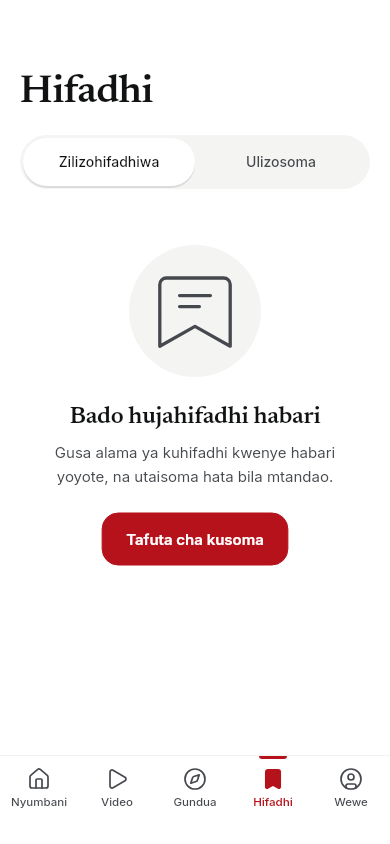 Hifadhi
Zilizohifadhiwa
Ulizosoma
Bado hujahifadhi habari
Gusa alama ya kuhifadhi kwenye habari
yoyote, na utaisoma hata bila mtandao.
Tafuta cha kusoma
Nyumbani
Video
Gundua
Hifadhi
Wewe